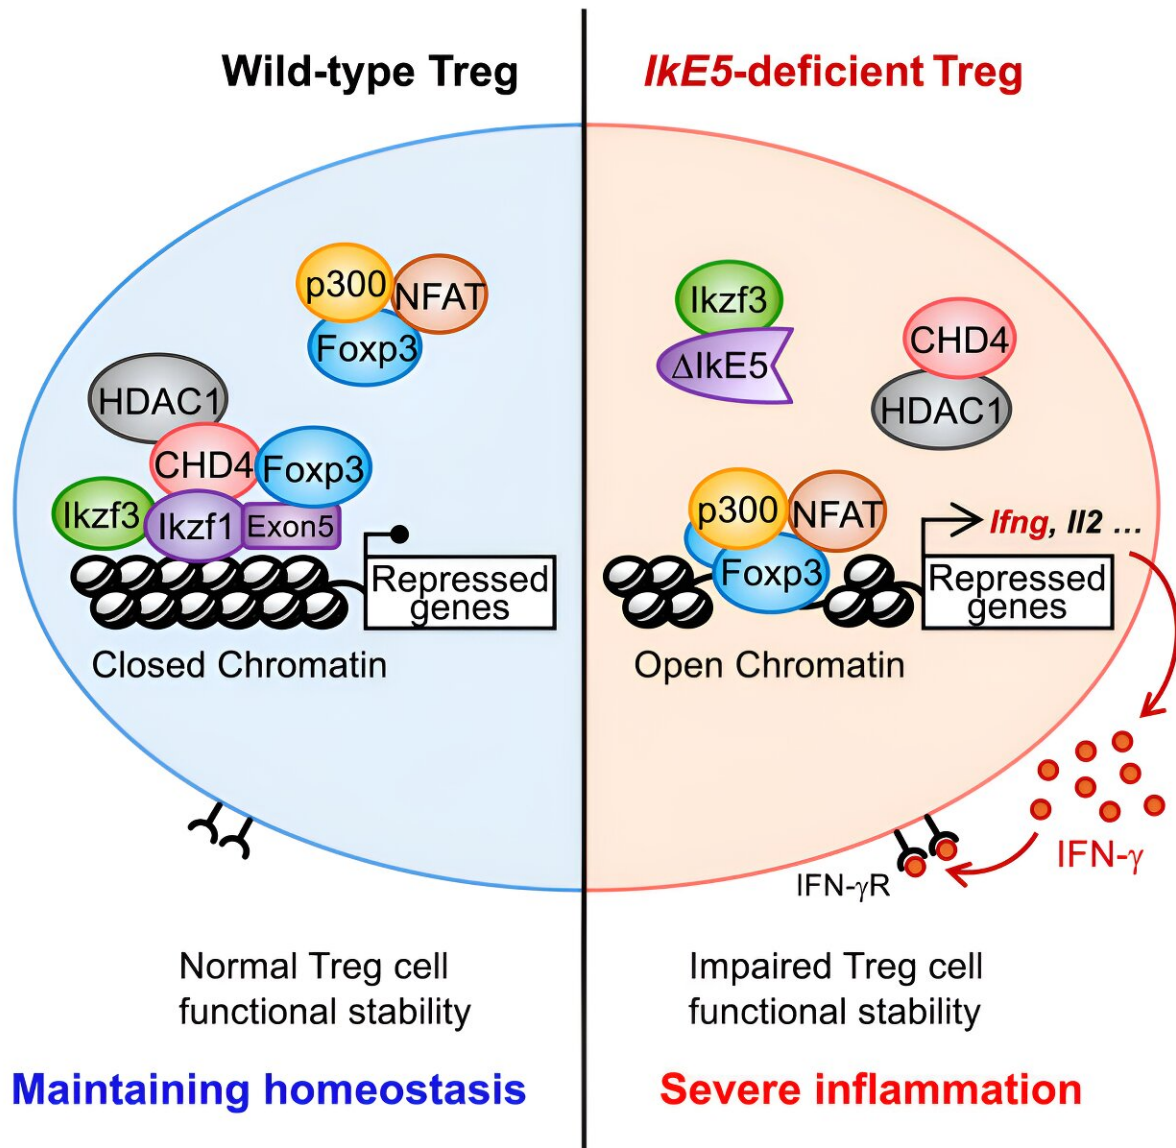 Wild-type Treg
p300
NFAT
Foxp3
HDAC1
CHD4
Foxp3
Ikzf3
Ikzf1
Exon5
Repressed
genes
Closed Chromatin
Normal Treg cell
functional stability
Maintaining homeostasis
IkE5-deficient Treg
Ikzf3
ΔIkE5
CHD4
HDAC1
p300
NFAT
Foxp3
Ifng, Il2 ...
Repressed
genes
Open Chromatin
IFN-γ
IFN-γR
Impaired Treg cell
functional stability
Severe inflammation